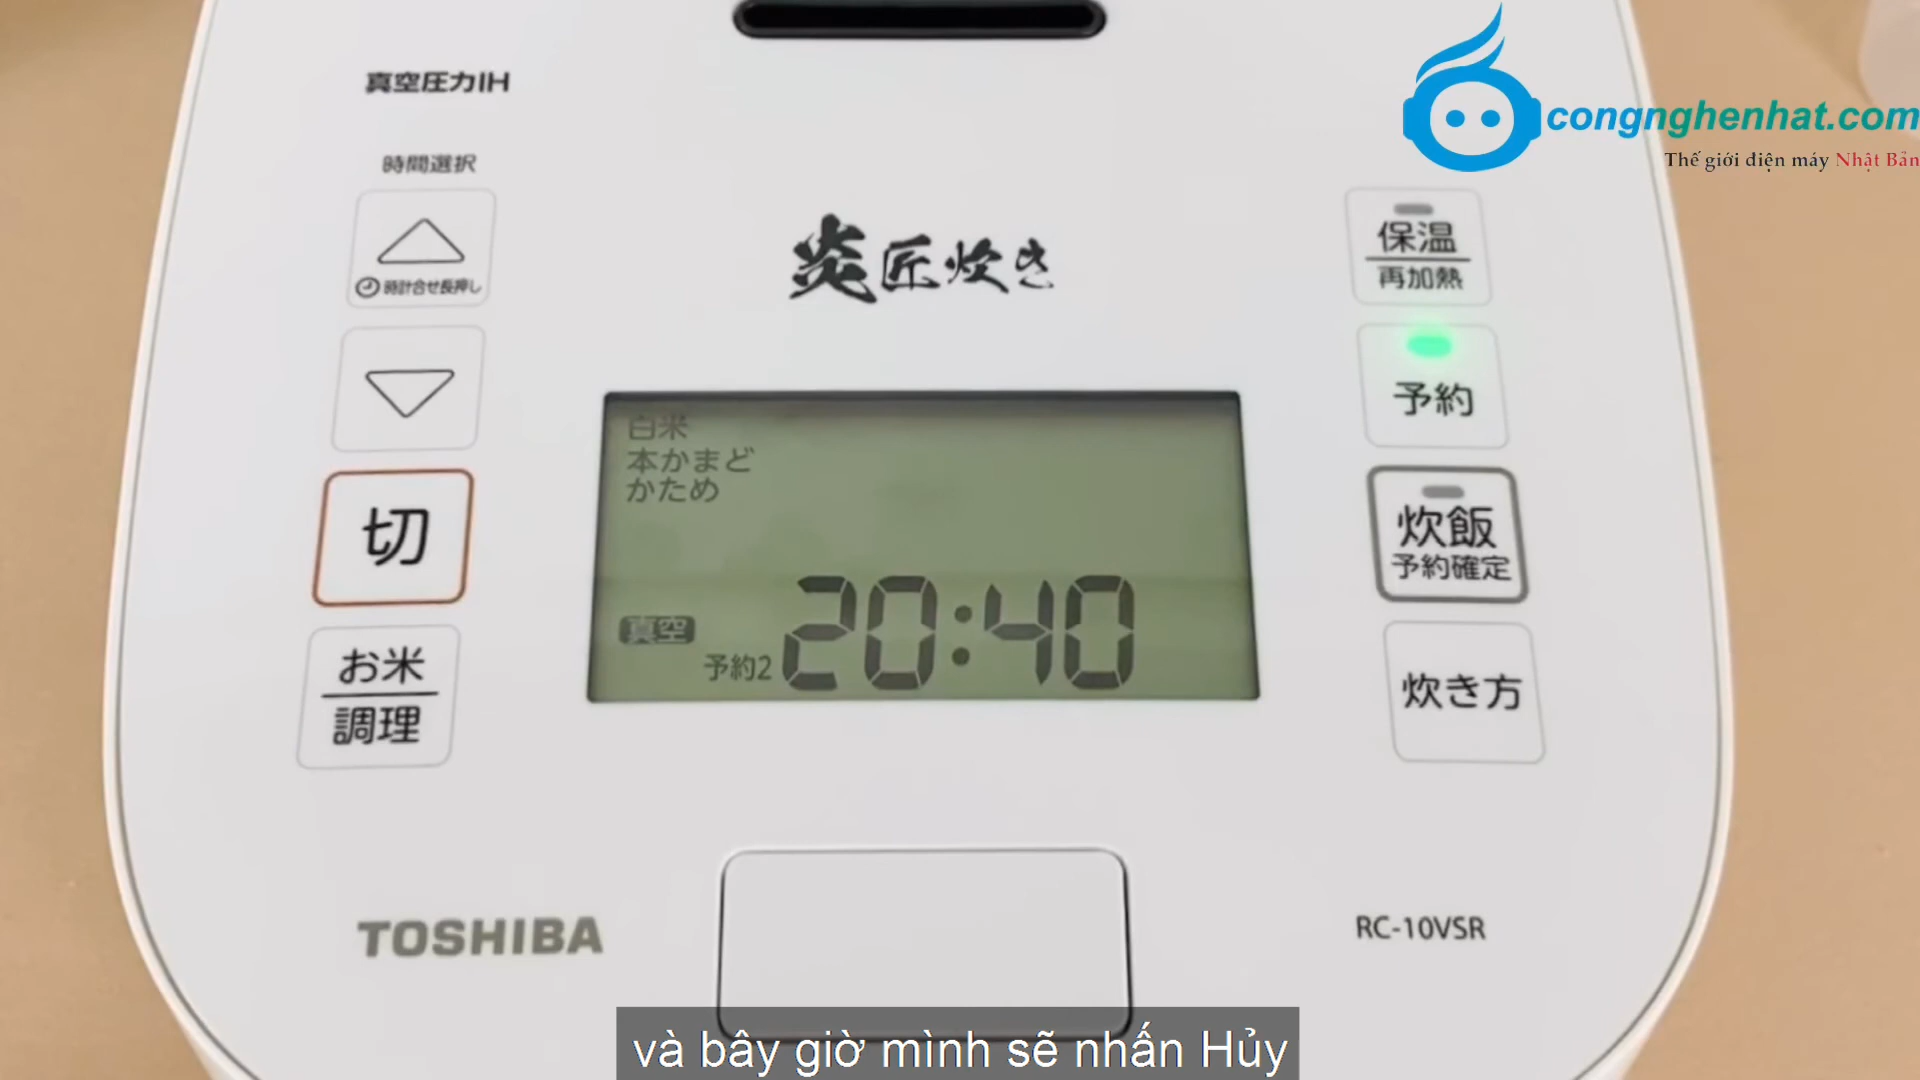 真空圧力IH
congnghenhat.com
Thế giới điện máy Nhật Bản
時間選択
時計合せ長押し
切
お米
調理
炎匠炊き
白米
本かまど
かため
真空
予約2 20:40
保温
再加熱
予約
炊飯
予約確定
炊き方
TOSHIBA
RC-10VSR
và bây giờ mình sẽ nhấn Hủy